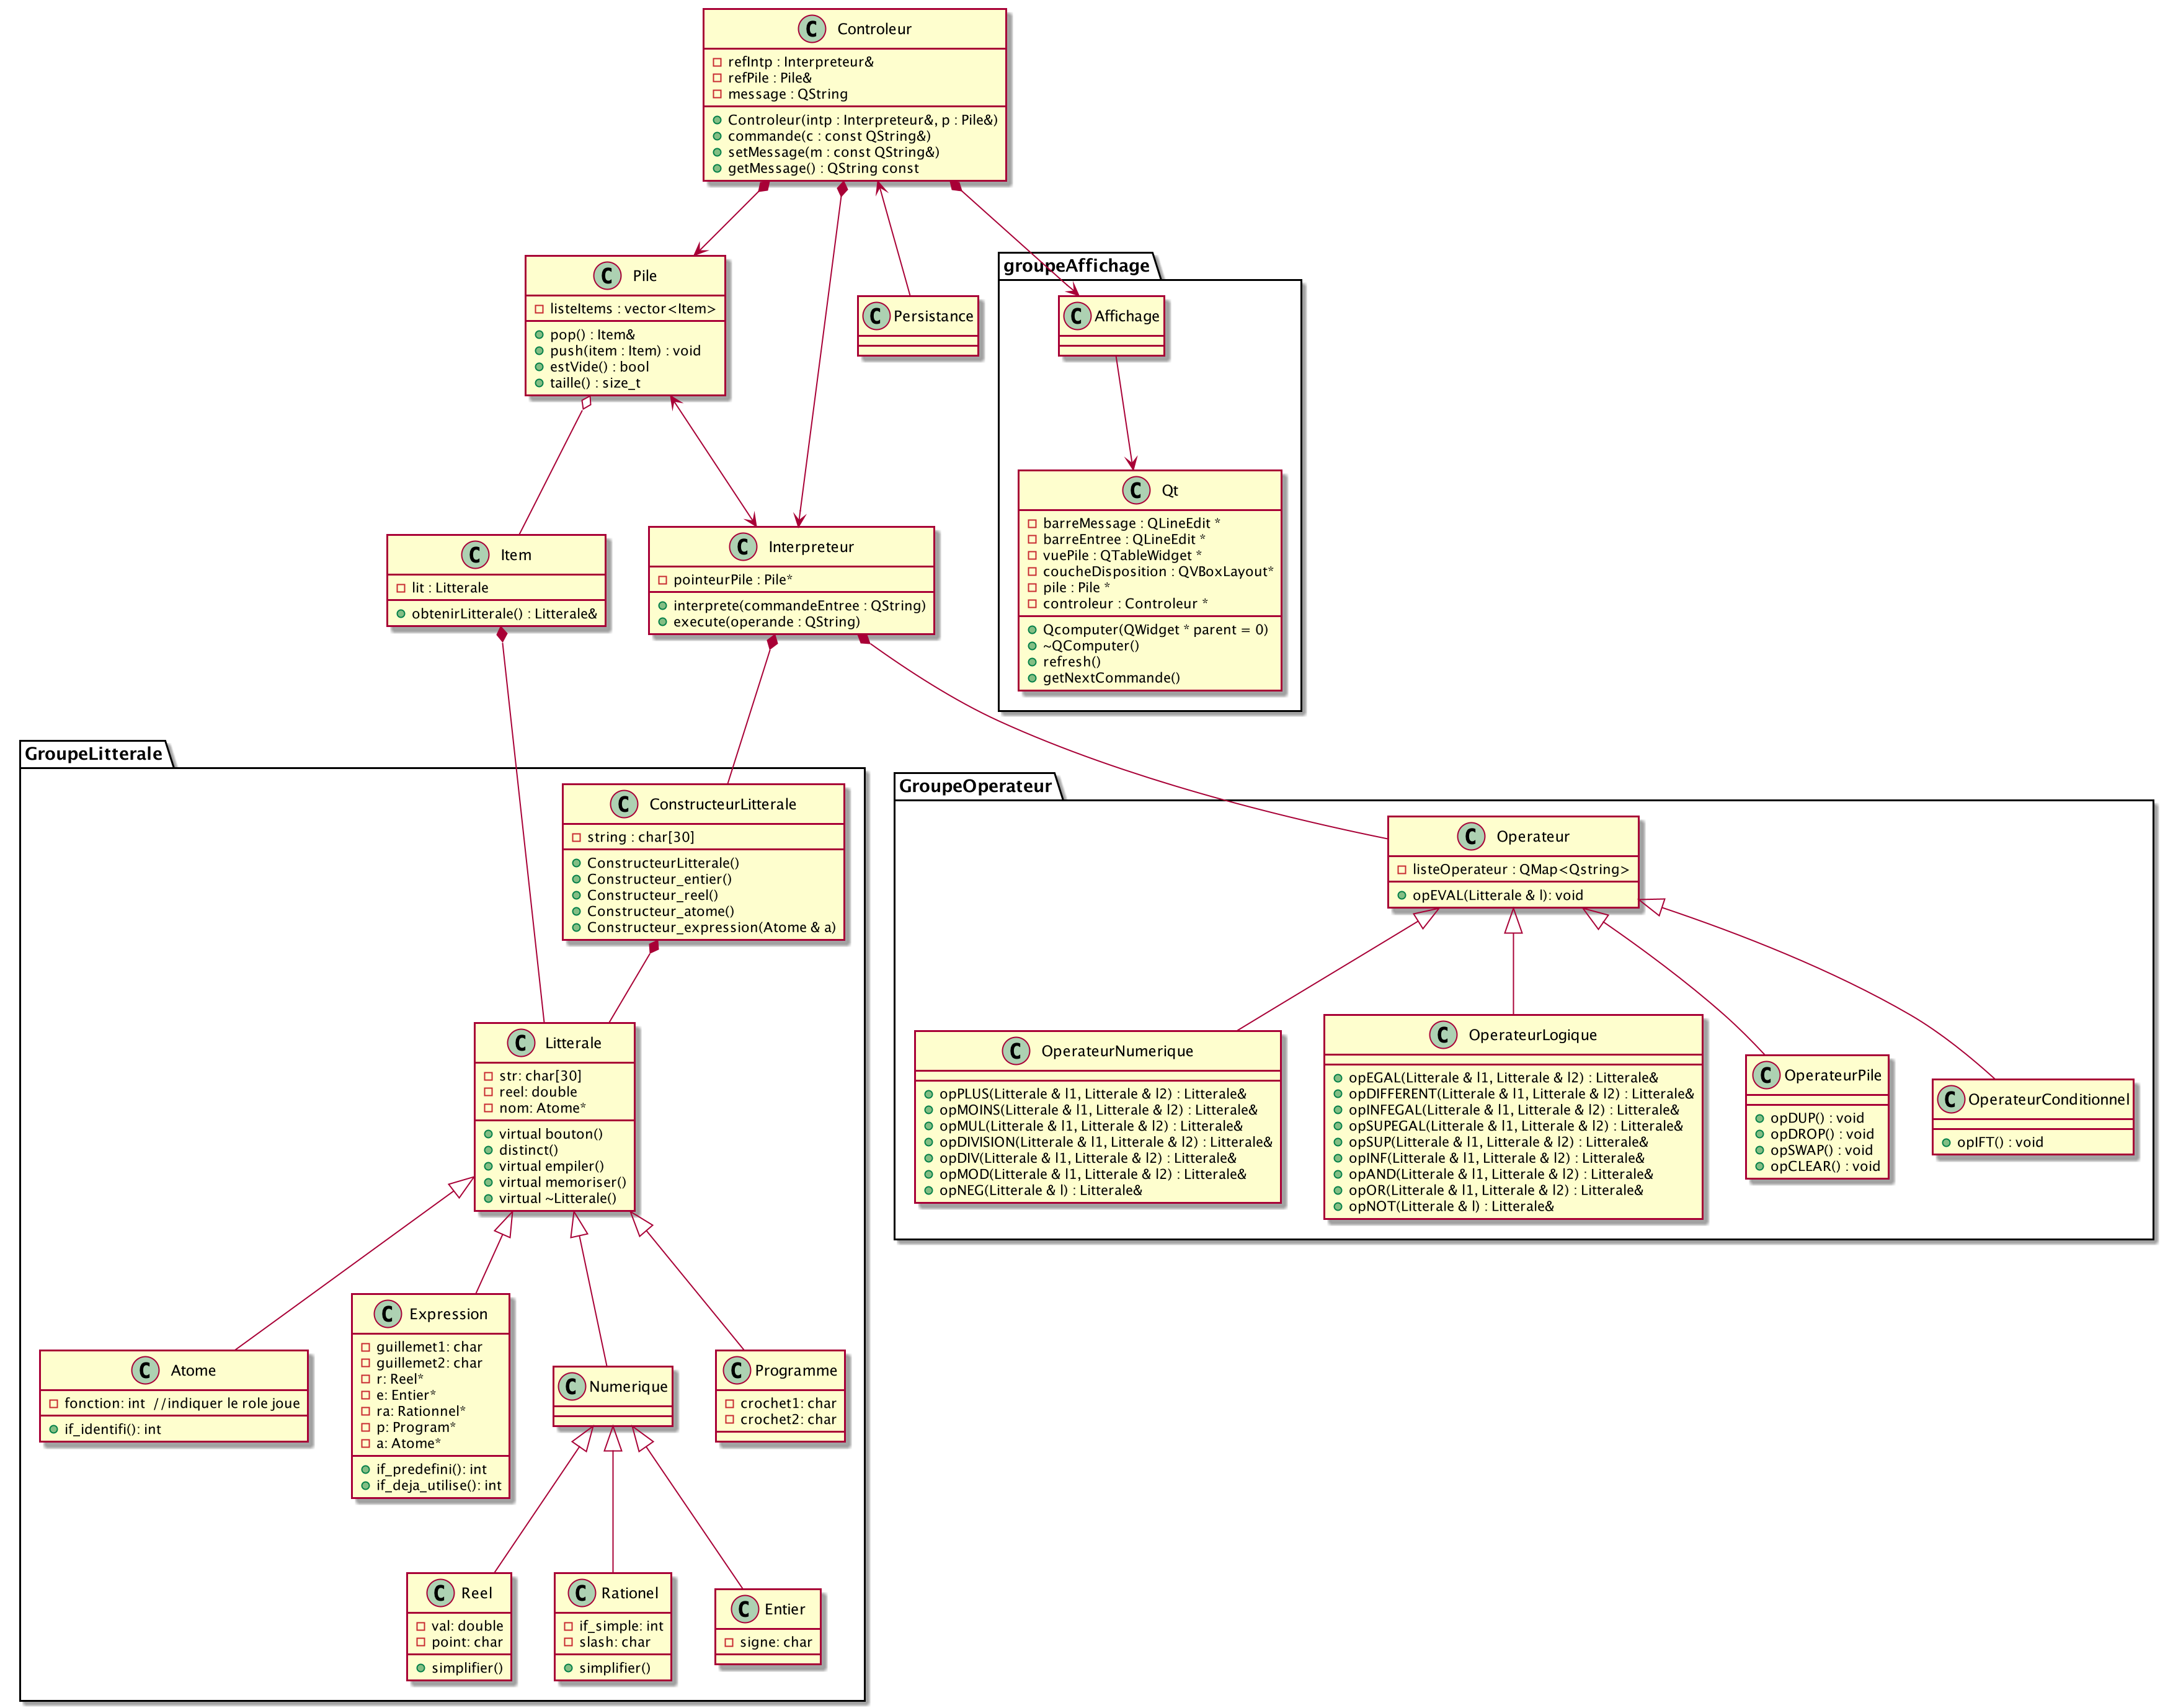 C Controleur
refIntp : Interpreteur&
refPile : Pile&
message : QString
Controleur(intp : Interpreteur&, p : Pile&)
commande(c : const QString&)
setMessage(m : const QString&)
getMessage() : QString const
C Pile
listeItems : vector<Item>
pop() : Item&
push(item : Item) : void
estVide() : bool
taille() : size_t
C Persistance
groupeAffichage
C Affichage
C Qt
barreMessage : QLineEdit *
barreEntree : QLineEdit *
vuePile : QTableWidget *
coucheDisposition : QVBoxLayout*
pile : Pile *
controleur : Controleur *
Qcomputer(QWidget * parent = 0)
~QComputer()
refresh()
getNextCommande()
C Item
lit : Litterale
obtenirLitterale() : Litterale&
C Interpreteur
pointeurPile : Pile*
interprete(commandeEntree : QString)
execute(operande : QString)
GroupeLitterale
C ConstructeurLitterale
string : char[30]
ConstructeurLitterale()
Constructeur_entier()
Constructeur_reel()
Constructeur_atome()
Constructeur_expression(Atome & a)
C Litterale
str: char[30]
reel: double
nom: Atome*
virtual bouton()
distinct()
virtual empiler()
virtual memoriser()
virtual ~Litterale()
C Atome
fonction: int //indiquer le role joue
if_identifi(): int
C Expression
guillemet1: char
guillemet2: char
r: Reel*
e: Entier*
ra: Rationnel*
p: Program*
a: Atome*
if_predefini(): int
if_deja_utilise(): int
C Numerique
C Programme
crochet1: char
crochet2: char
C Reel
val: double
point: char
simplifier()
C Rationel
if_simple: int
slash: char
simplifier()
C Entier
signe: char
GroupeOperateur
C Operateur
listeOperateur : QMap<Qstring>
opEVAL(Litterale & l): void
C OperateurNumerique
opPLUS(Litterale & l1, Litterale & l2) : Litterale&
opMOINS(Litterale & l1, Litterale & l2) : Litterale&
opMUL(Litterale & l1, Litterale & l2) : Litterale&
opDIVISION(Litterale & l1, Litterale & l2) : Litterale&
opDIV(Litterale & l1, Litterale & l2) : Litterale&
opMOD(Litterale & l1, Litterale & l2) : Litterale&
opNEG(Litterale & l) : Litterale&
C OperateurLogique
opEGAL(Litterale & l1, Litterale & l2) : Litterale&
opDIFFERENT(Litterale & l1, Litterale & l2) : Litterale&
opINFEGAL(Litterale & l1, Litterale & l2) : Litterale&
opSUPEGAL(Litterale & l1, Litterale & l2) : Litterale&
opSUP(Litterale & l1, Litterale & l2) : Litterale&
opINF(Litterale & l1, Litterale & l2) : Litterale&
opAND(Litterale & l1, Litterale & l2) : Litterale&
opOR(Litterale & l1, Litterale & l2) : Litterale&
opNOT(Litterale & l) : Litterale&
C OperateurPile
opDUP() : void
opDROP() : void
opSWAP() : void
opCLEAR() : void
C OperateurConditionnel
opIFT() : void